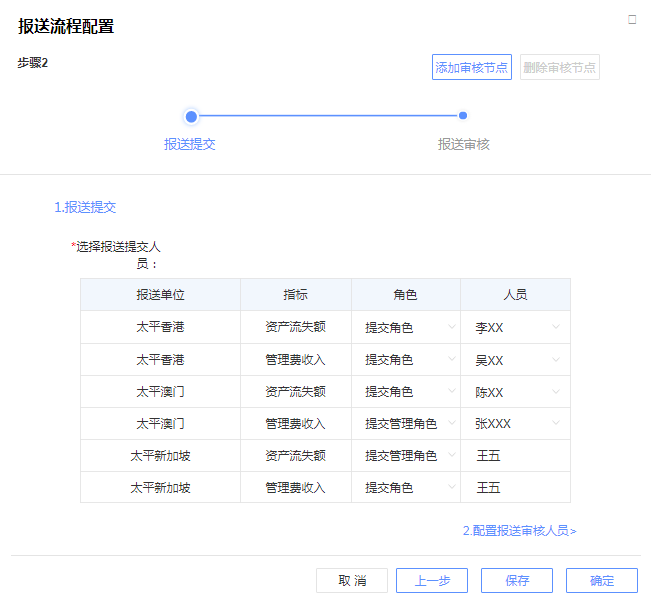 报送流程配置
步骤2
添加审核节点 删除审核节点
报送提交 报送审核
1.报送提交
*选择报送提交人
员：
报送单位 指标 角色 人员
太平香港 资产流失额 提交角色 李XX
太平香港 管理费收入 提交角色 吴XX
太平澳门 资产流失额 提交角色 陈XX
太平澳门 管理费收入 提交管理角色 张XXX
太平新加坡 资产流失额 提交管理角色 王五
太平新加坡 管理费收入 提交角色 王五
2.配置报送审核人员>
取 消 上一步 保存 确定